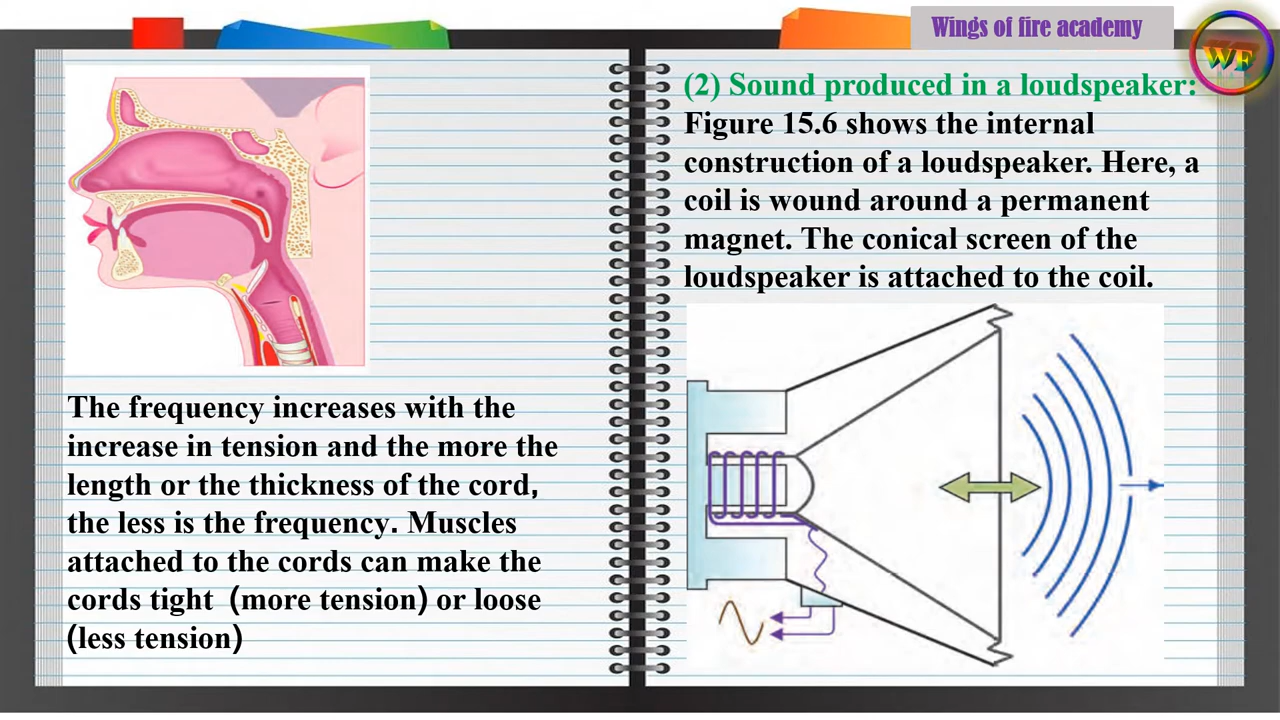 Wings of fire academy
WF
The frequency increases with the
increase in tension and the more the
length or the thickness of the cord,
the less is the frequency. Muscles
attached to the cords can make the
cords tight (more tension) or loose
(less tension)
(2) Sound produced in a loudspeaker:
Figure 15.6 shows the internal
construction of a loudspeaker. Here, a
coil is wound around a permanent
magnet. The conical screen of the
loudspeaker is attached to the coil.